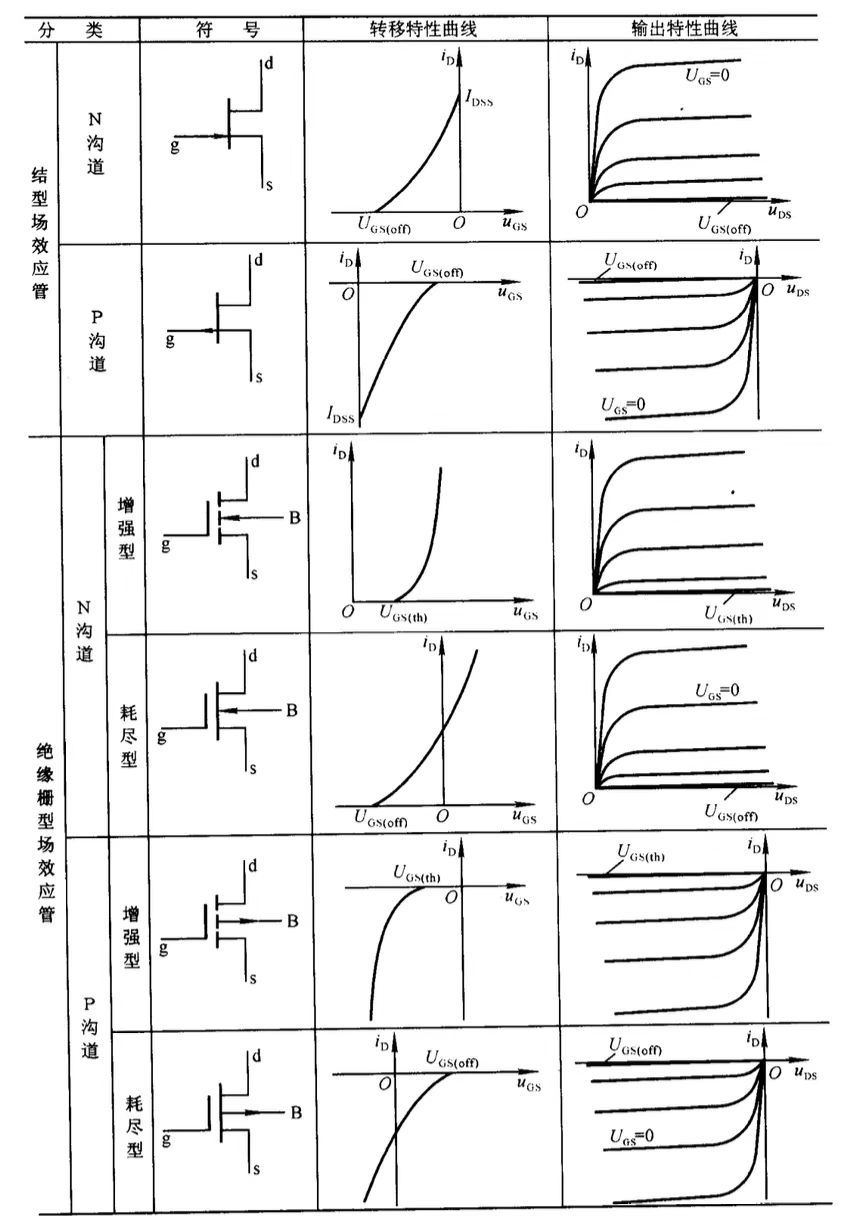 分 类 符 号 转移特性曲线 输出特性曲线
结型场效应管
N沟道
d
g
s
iD
IDSS
UGS(off) O uGS
iD
UGS=0
O UGS(off) uDS
P沟道
d
g
s
iD
UGS(off)
O uGS
IDSS
UGS(off) iD
O uDS
UGS=0
绝缘栅型场效应管
N沟道
增强型
d
B
g
s
iD
O UGS(th) uGS
iD
O UGS(th) uDS
耗尽型
d
B
g
s
iD
UGS(off) O uGS
iD
UGS=0
O UGS(off) uDS
P沟道
增强型
d
B
g
s
iD
UGS(th)
O uGS
iD
UGS(th)
O uDS
耗尽型
d
B
g
s
iD
UGS(off)
O uGS
iD
UGS(off)
O uDS
UGS=0